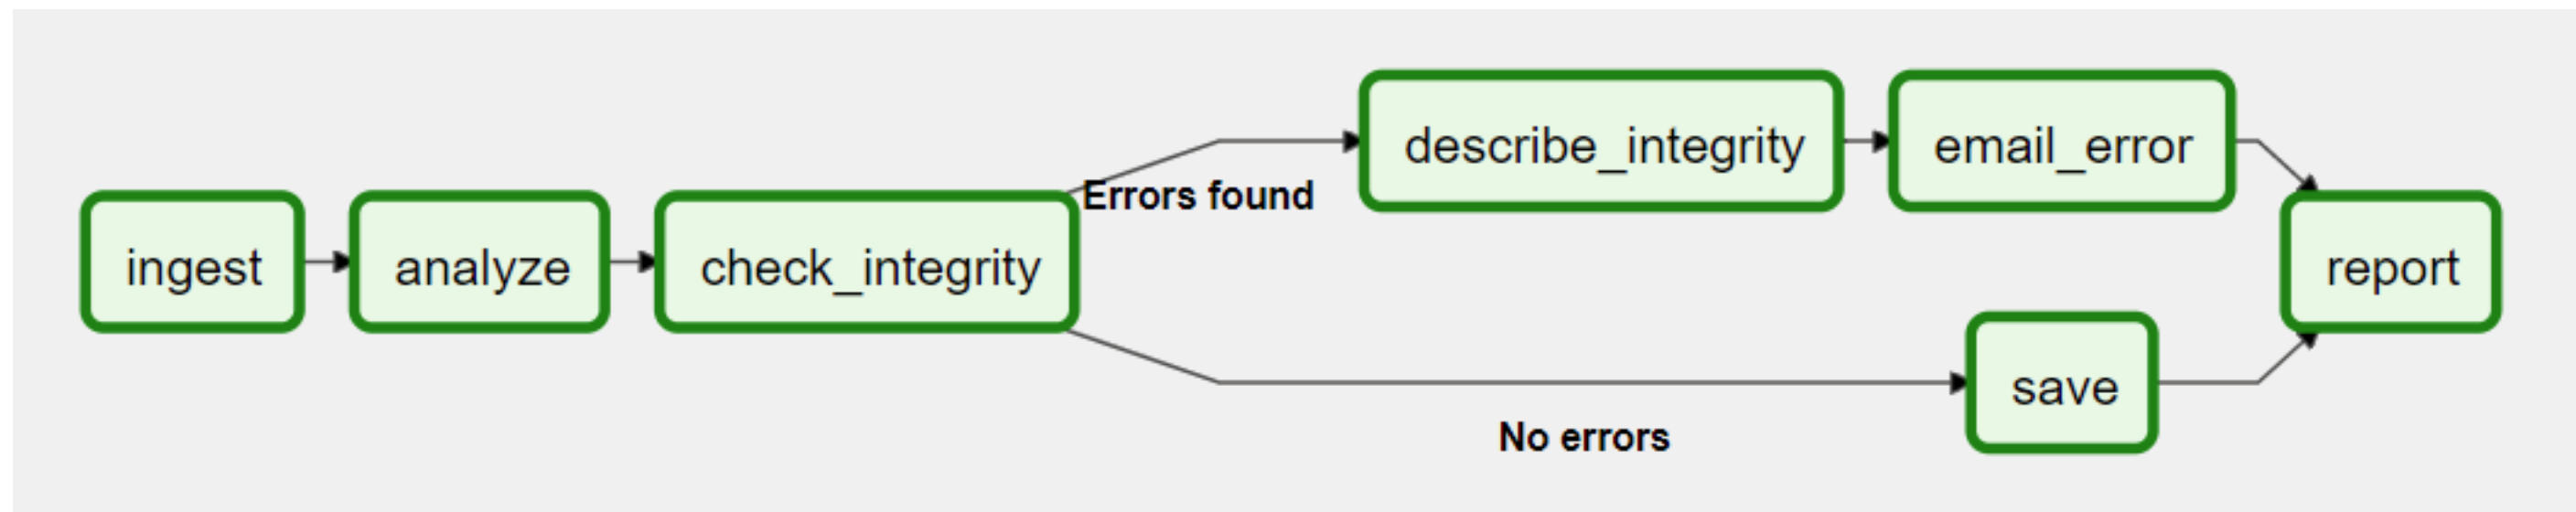 ingest
analyze
check_integrity
Errors found
describe_integrity
email_error
No errors
save
report